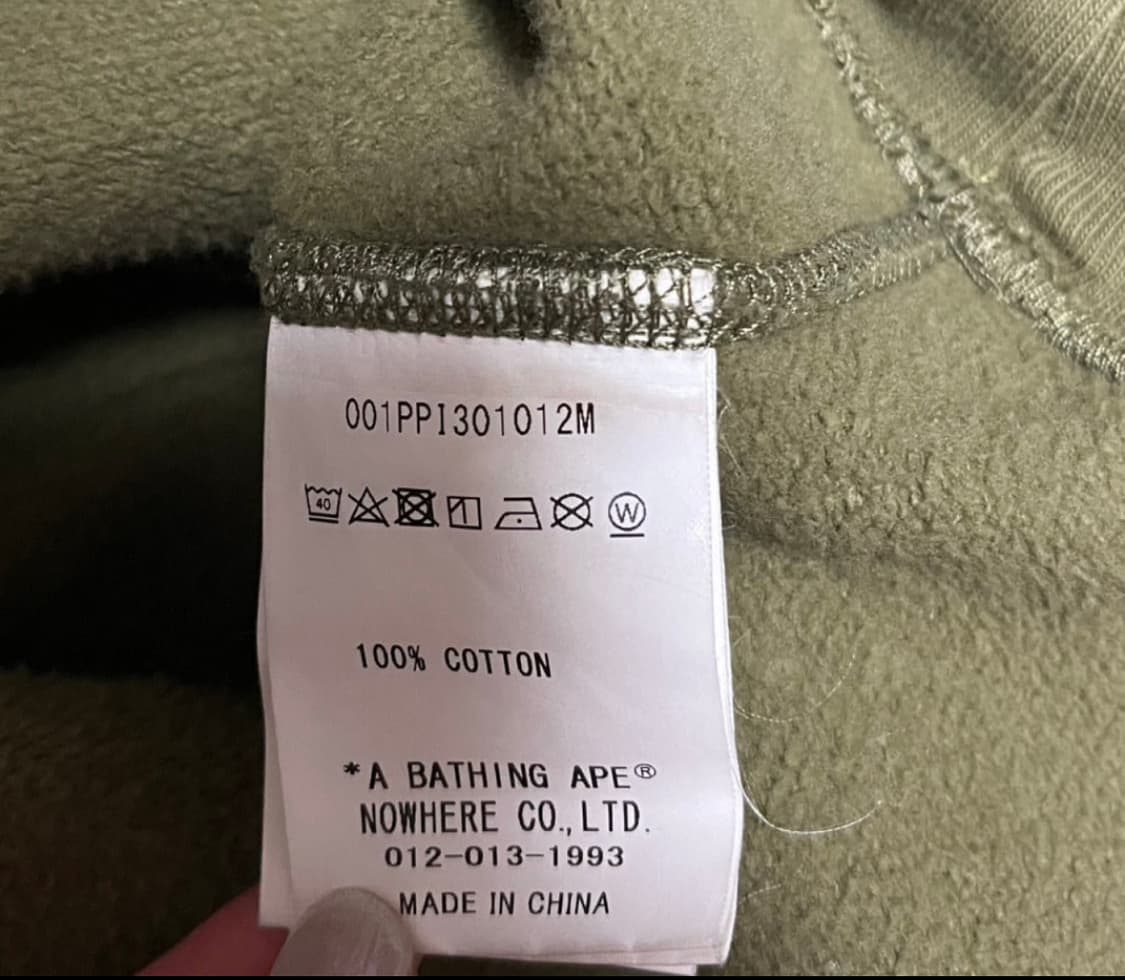 001PPI301012M
40 W
100% COTTON
*A BATHING APE®
NOWHERE CO.,LTD.
012-013-1993
MADE IN CHINA